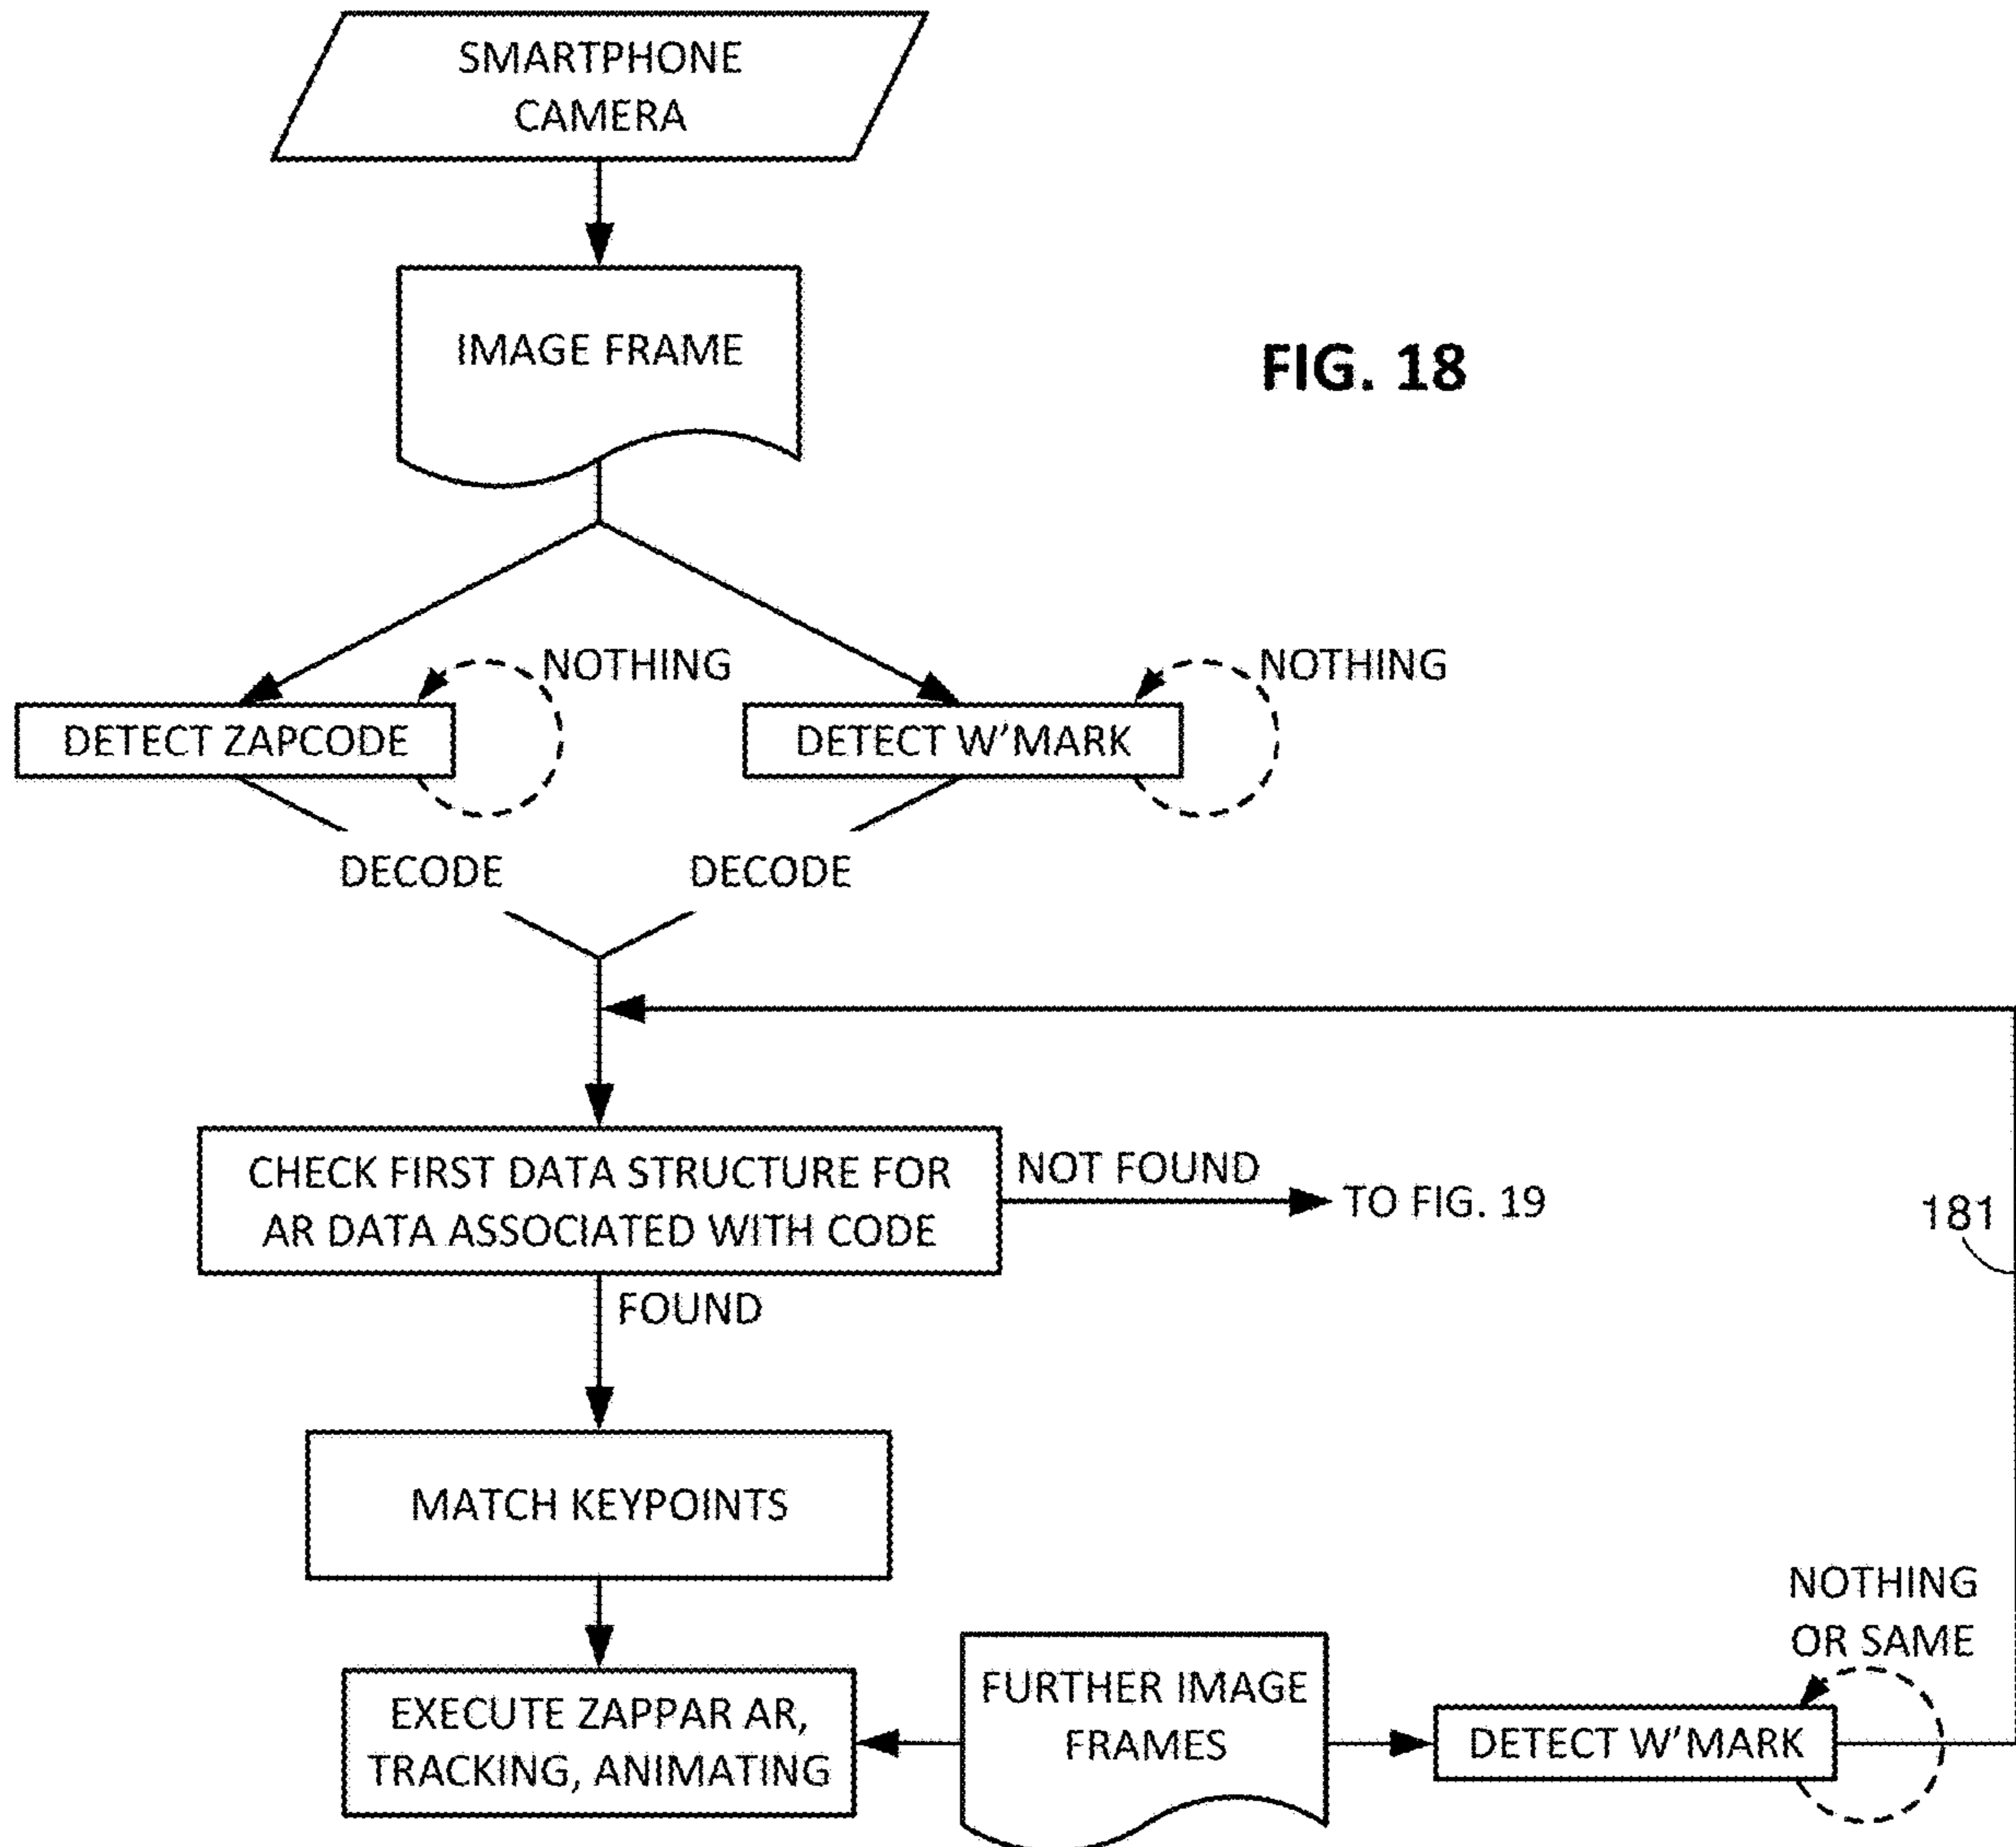 SMARTPHONE
CAMERA
IMAGE FRAME
FIG. 18
NOTHING
NOTHING
DETECT ZAPCODE
DETECT W'MARK
DECODE
DECODE
CHECK FIRST DATA STRUCTURE FOR
AR DATA ASSOCIATED WITH CODE
NOT FOUND
TO FIG. 19
181
FOUND
MATCH KEYPOINTS
NOTHING
OR SAME
EXECUTE ZAPPAR AR,
TRACKING, ANIMATING
FURTHER IMAGE
FRAMES
DETECT W'MARK